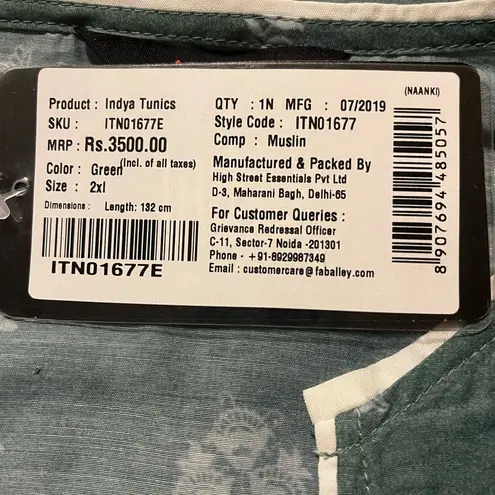 Product : Indya Tunics
SKU : ITN01677E
MRP : Rs.3500.00
(Incl. of all taxes)
Color : Green
Size : 2xl
Dimensions : Length: 132 cm
ITN01677E
QTY : 1N MFG : 07/2019
Style Code : ITN01677
Comp : Muslin
Manufactured & Packed By
High Street Essentials Pvt Ltd
D-3, Maharani Bagh, Delhi-65
For Customer Queries :
Grievance Redressal Officer
C-11, Sector-7 Noida -201301
Phone - +91-8929987349
Email : customercare@faballey.com
(NAANKI)
8907694485057